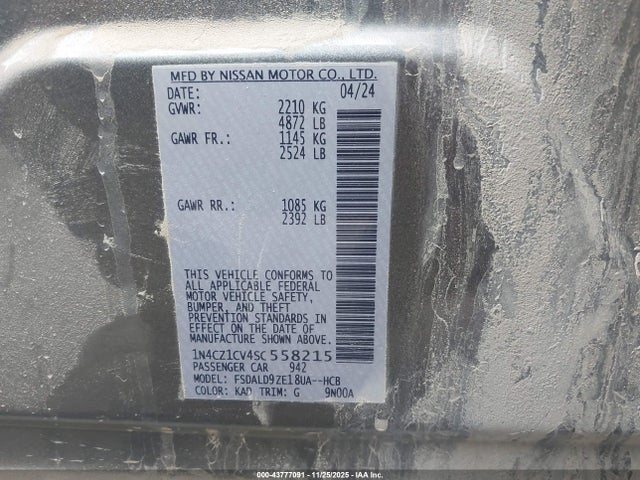 MFD BY NISSAN MOTOR CO., LTD.
DATE: 04/24
GVWR: 2210 KG
4872 LB
GAWR FR.: 1145 KG
2524 LB
GAWR RR.: 1085 KG
2392 LB
THIS VEHICLE CONFORMS TO
ALL APPLICABLE FEDERAL
MOTOR VEHICLE SAFETY,
BUMPER, AND THEFT
PREVENTION STANDARDS IN
EFFECT ON THE DATE OF
MANUFACTURE SHOWN ABOVE.
1N4CZ1CV4SC558215
PASSENGER CAR 942
MODEL: FSDALD9ZE18UA--HCB
COLOR: KAD TRIM: G 9N00A
© 00-43777091 - 11/25/2025 - IAA Inc.